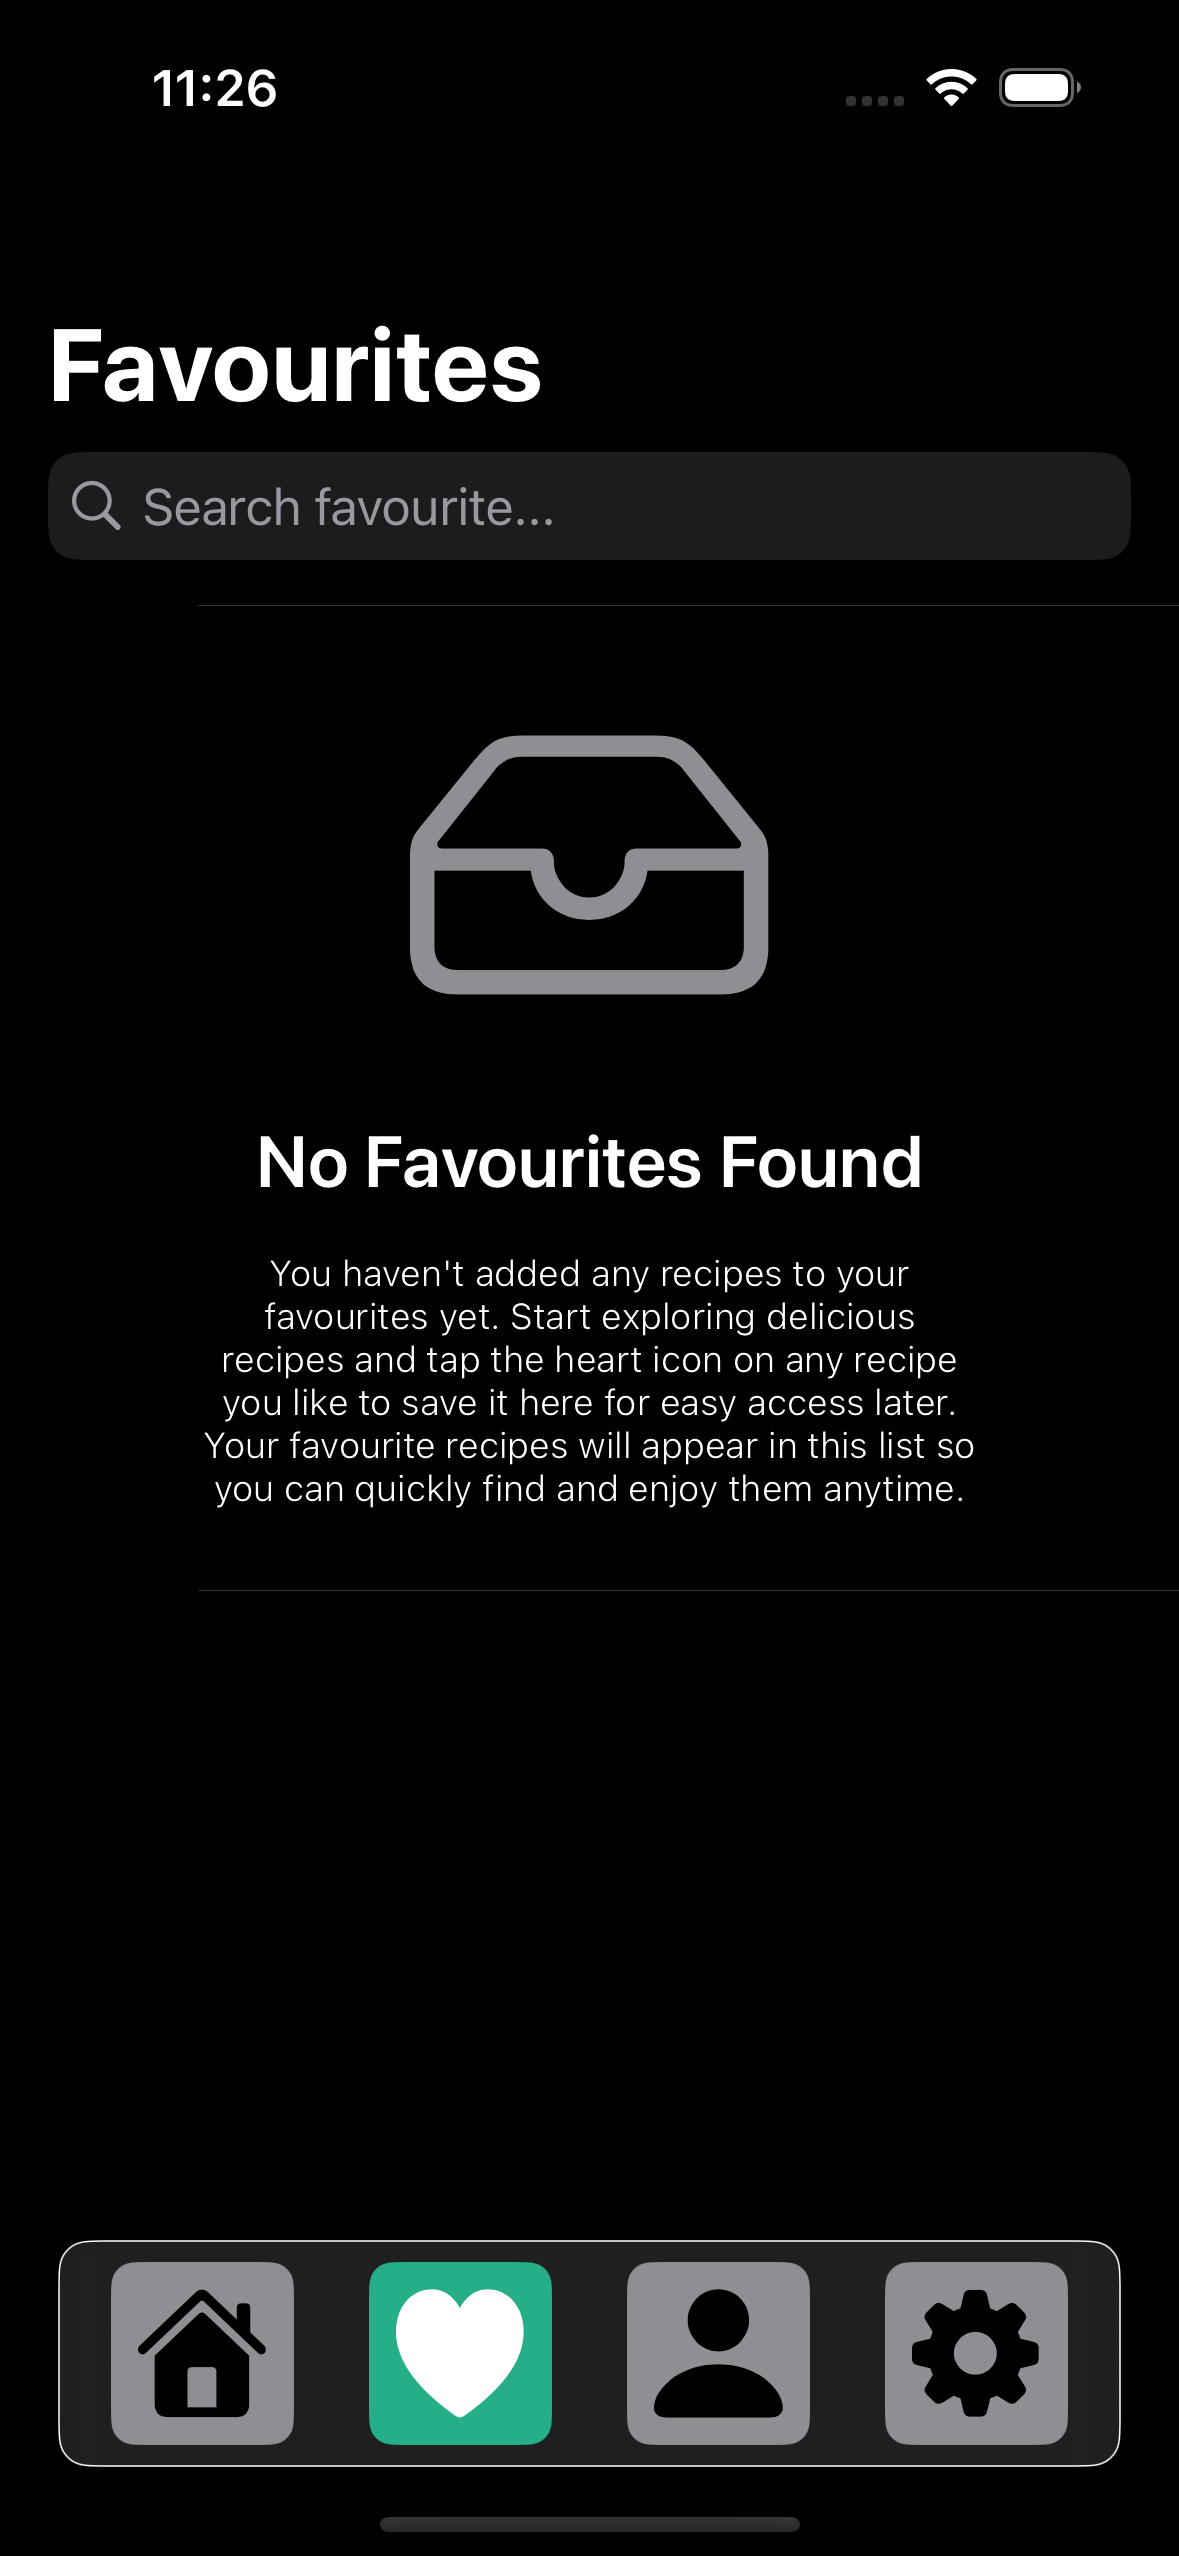 11:26
Favourites
Search favourite...
No Favourites Found
You haven't added any recipes to your
favourites yet. Start exploring delicious
recipes and tap the heart icon on any recipe
you like to save it here for easy access later.
Your favourite recipes will appear in this list so
you can quickly find and enjoy them anytime.